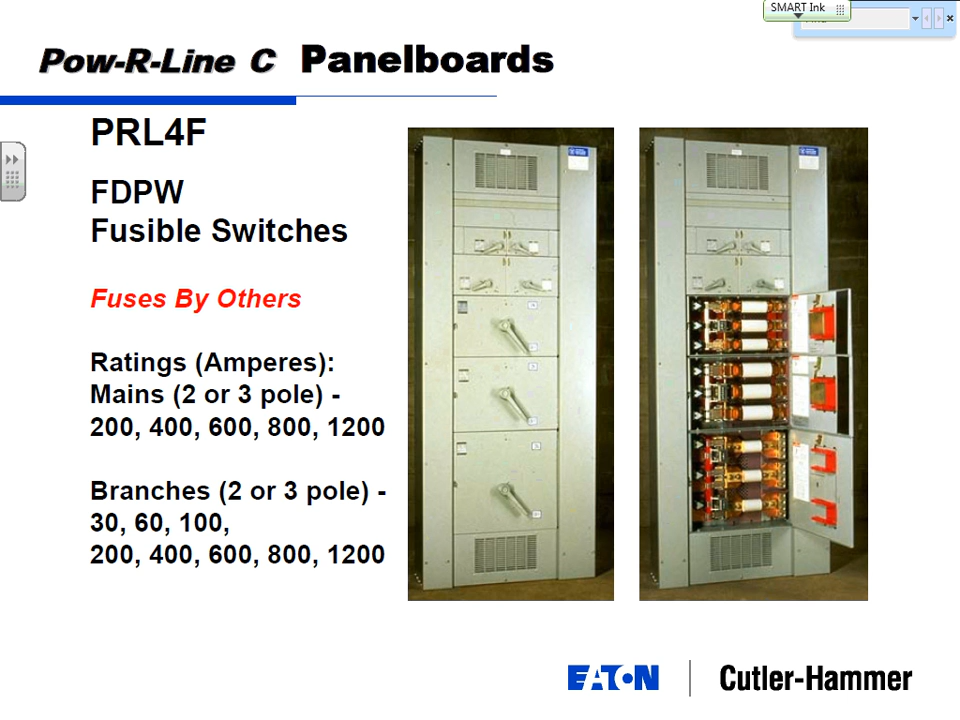 SMART Ink
Pow-R-Line C Panelboards
PRL4F
FDPW
Fusible Switches
Fuses By Others
Ratings (Amperes):
Mains (2 or 3 pole) -
200, 400, 600, 800, 1200
Branches (2 or 3 pole) -
30, 60, 100,
200, 400, 600, 800, 1200
EATON
Cutler-Hammer